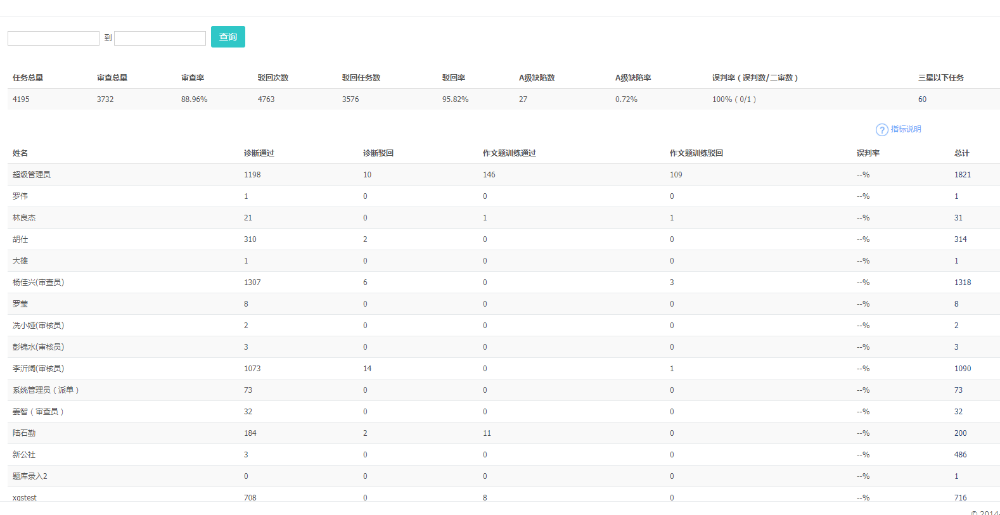 到 查询
任务总量 审查总量 审查率 驳回次数 驳回任务数 驳回率 A级缺陷数 A级缺陷率 误判率（误判数/二审数） 三星以下任务
4195 3732 88.96% 4763 3576 95.82% 27 0.72% 100%（0/1） 60
? 指标说明
姓名 诊断通过 诊断驳回 作文题训练通过 作文题训练驳回 误判率 总计
超级管理员 1198 10 146 109 --% 1821
罗伟 1 0 0 0 --% 1
林良杰 21 0 1 1 --% 31
胡仕 310 2 0 0 --% 314
大雄 1 0 0 0 --% 1
杨佳兴(审查员) 1307 6 0 3 --% 1318
罗莹 8 0 0 0 --% 8
冼小娅(审核员) 2 0 0 0 --% 2
彭锦水(审核员) 3 0 0 0 --% 3
李沂阔(审核员) 1073 14 0 1 --% 1090
系统管理员（派单） 73 0 0 0 --% 73
姜智（审查员） 32 0 0 0 --% 32
陆石勤 184 2 11 0 --% 200
新公社 3 0 0 0 --% 486
题库录入2 0 0 0 0 --% 1
xgstest 708 0 8 0 --% 716
© 2014-